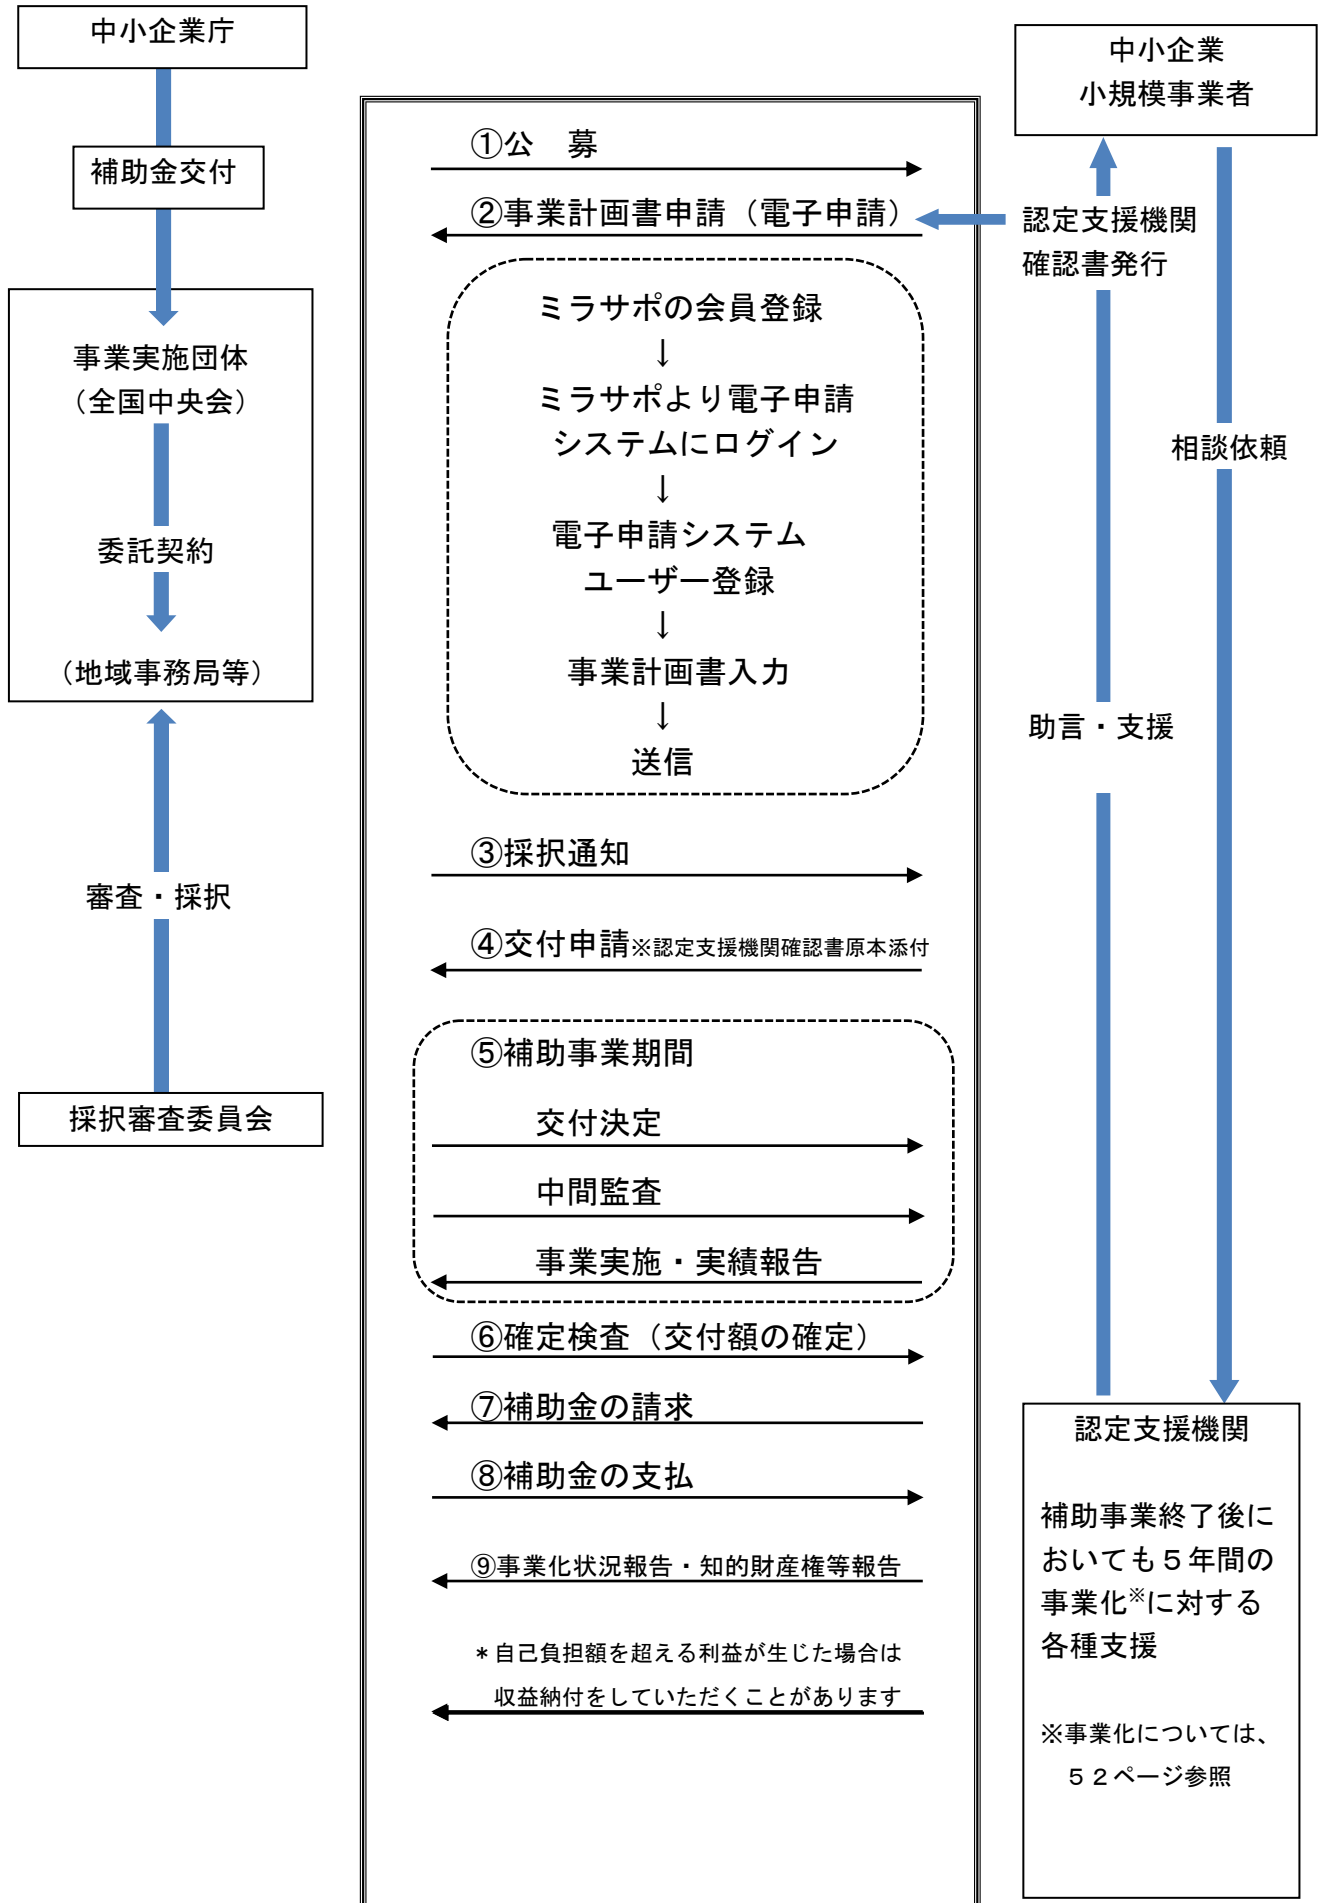 中小企業庁
補助金交付
事業実施団体
（全国中央会）
委託契約
（地域事務局等）
審査・採択
採択審査委員会
①公　募
②事業計画書申請（電子申請）
ミラサポの会員登録
↓
ミラサポより電子申請
システムにログイン
↓
電子申請システム
ユーザー登録
↓
事業計画書入力
↓
送信
③採択通知
④交付申請※認定支援機関確認書原本添付
⑤補助事業期間
交付決定
中間監査
事業実施・実績報告
⑥確定検査（交付額の確定）
⑦補助金の請求
⑧補助金の支払
⑨事業化状況報告・知的財産権等報告
＊自己負担額を超える利益が生じた場合は
収益納付をしていただくことがあります
中小企業
小規模事業者
認定支援機関
確認書発行
相談依頼
助言・支援
認定支援機関
補助事業終了後に
おいても５年間の
事業化※に対する
各種支援
※事業化については、
５２ページ参照